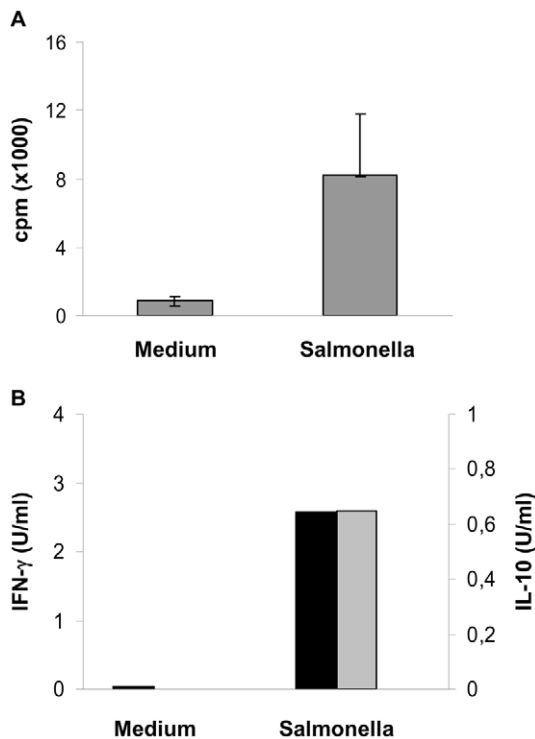 A
16
12
8
4
0
cpm (x1000)
Medium Salmonella
B
4
3
2
1
0
IFN-γ (U/ml)
1
0,8
0,6
0,4
0,2
0
IL-10 (U/ml)
Medium Salmonella